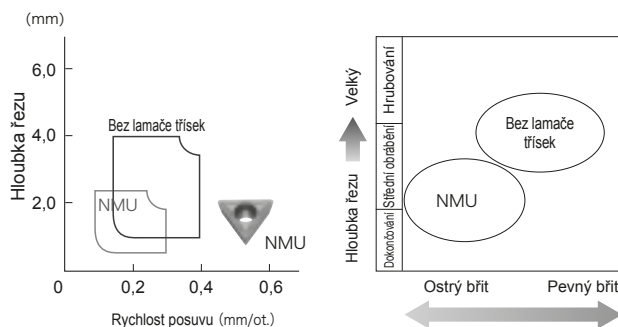 (mm)
Hloubka řezu
6,0
4,0
2,0
0
0,2
0,4
0,6
Rychlost posuvu (mm/ot.)
Bez lamače třísek
NMU
NMU
Velký
Hloubka řezu
Hrubování
Střední obrábění
Dokončování
Bez lamače
třísek
NMU
Ostrý břit
Pevný břit